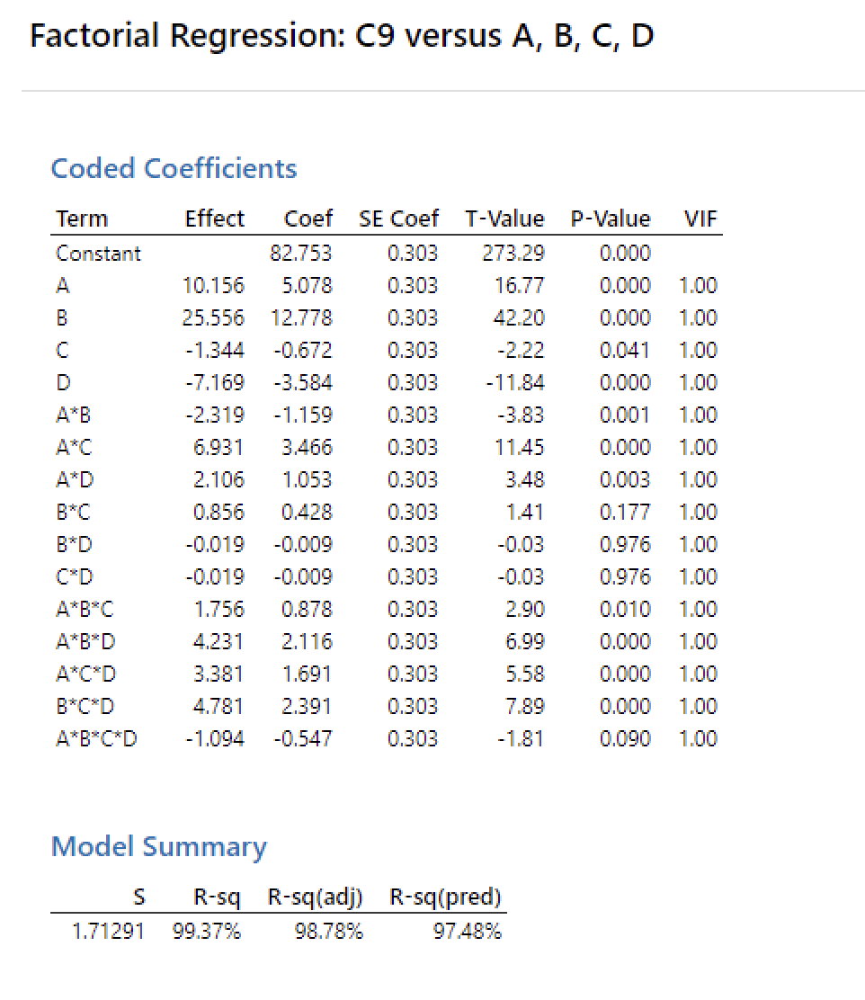 Factorial Regression: C9 versus A, B, C, D
Coded Coefficients
Term Effect Coef SE Coef T-Value P-Value VIF
Constant 82.753 0.303 273.29 0.000
A 10.156 5.078 0.303 16.77 0.000 1.00
B 25.556 12.778 0.303 42.20 0.000 1.00
C -1.344 -0.672 0.303 -2.22 0.041 1.00
D -7.169 -3.584 0.303 -11.84 0.000 1.00
A*B -2.319 -1.159 0.303 -3.83 0.001 1.00
A*C 6.931 3.466 0.303 11.45 0.000 1.00
A*D 2.106 1.053 0.303 3.48 0.003 1.00
B*C 0.856 0.428 0.303 1.41 0.177 1.00
B*D -0.019 -0.009 0.303 -0.03 0.976 1.00
C*D -0.019 -0.009 0.303 -0.03 0.976 1.00
A*B*C 1.756 0.878 0.303 2.90 0.010 1.00
A*B*D 4.231 2.116 0.303 6.99 0.000 1.00
A*C*D 3.381 1.691 0.303 5.58 0.000 1.00
B*C*D 4.781 2.391 0.303 7.89 0.000 1.00
A*B*C*D -1.094 -0.547 0.303 -1.81 0.090 1.00
Model Summary
S R-sq R-sq(adj) R-sq(pred)
1.71291 99.37% 98.78% 97.48%